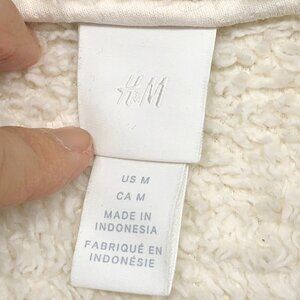 H&M
US M
CA M
MADE IN
INDONESIA
FABRIQUÉ EN
INDONÉSIE